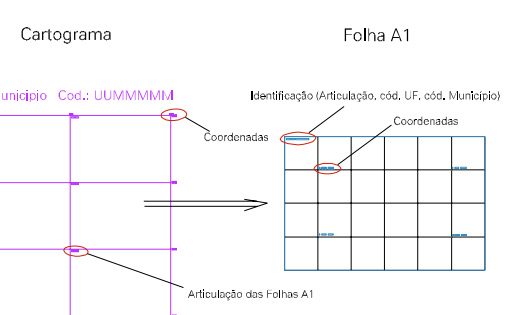 Cartograma
Folha A1
unicipio Cod.: UUMMMMM
Identificação (Articulação, cód. UF, cód. Município)
Coordenadas
Coordenadas
Articulação das Folhas A1